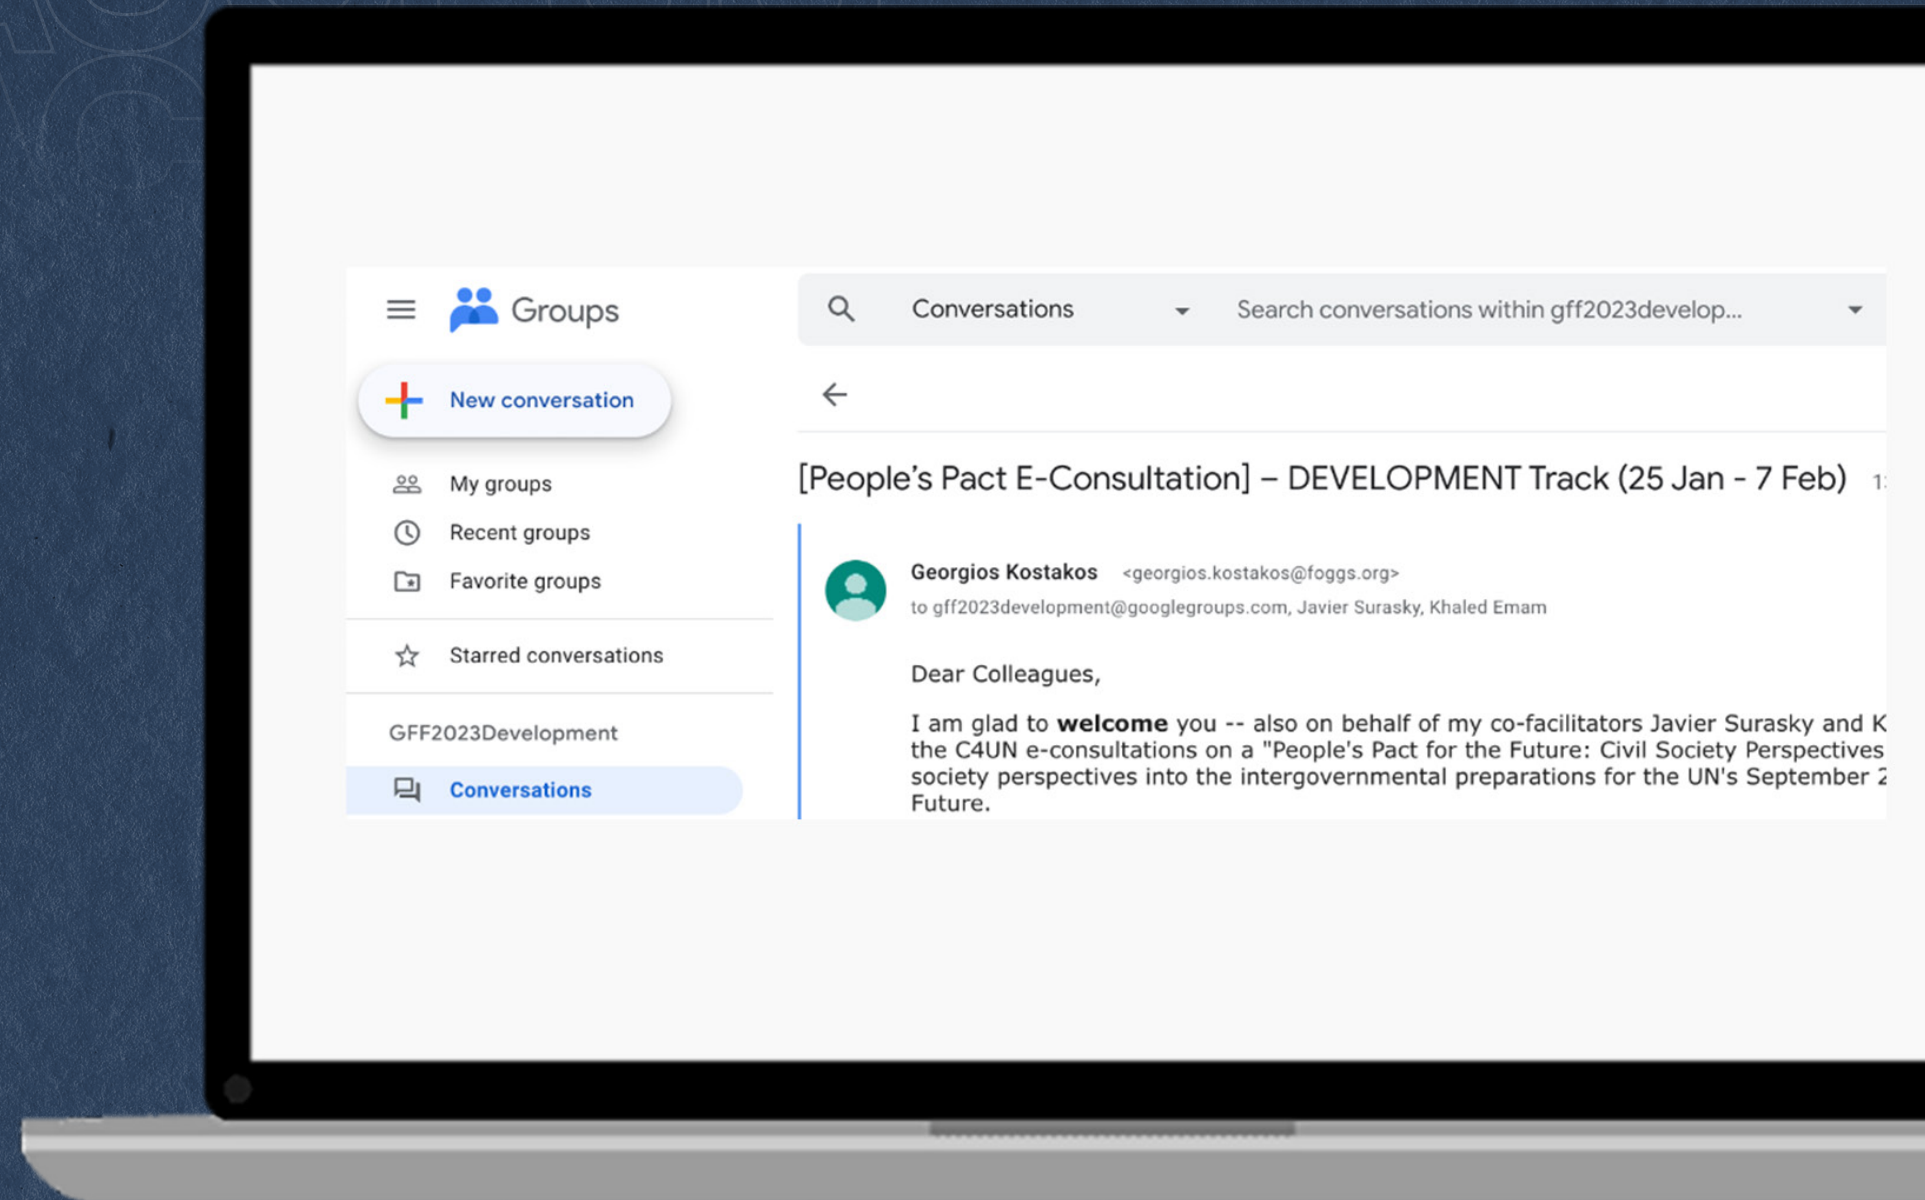 Groups
Conversations
Search conversations within gff2023develop...
New conversation
My groups
Recent groups
Favorite groups
Starred conversations
GFF2023Development
Conversations
[People's Pact E-Consultation] – DEVELOPMENT Track (25 Jan - 7 Feb)
Georgios Kostakos <georgios.kostakos@foggs.org>
to gff2023development@googlegroups.com, Javier Surasky, Khaled Emam
Dear Colleagues,
I am glad to welcome you -- also on behalf of my co-facilitators Javier Surasky and K
the C4UN e-consultations on a "People's Pact for the Future: Civil Society Perspectives
society perspectives into the intergovernmental preparations for the UN's September 2
Future.